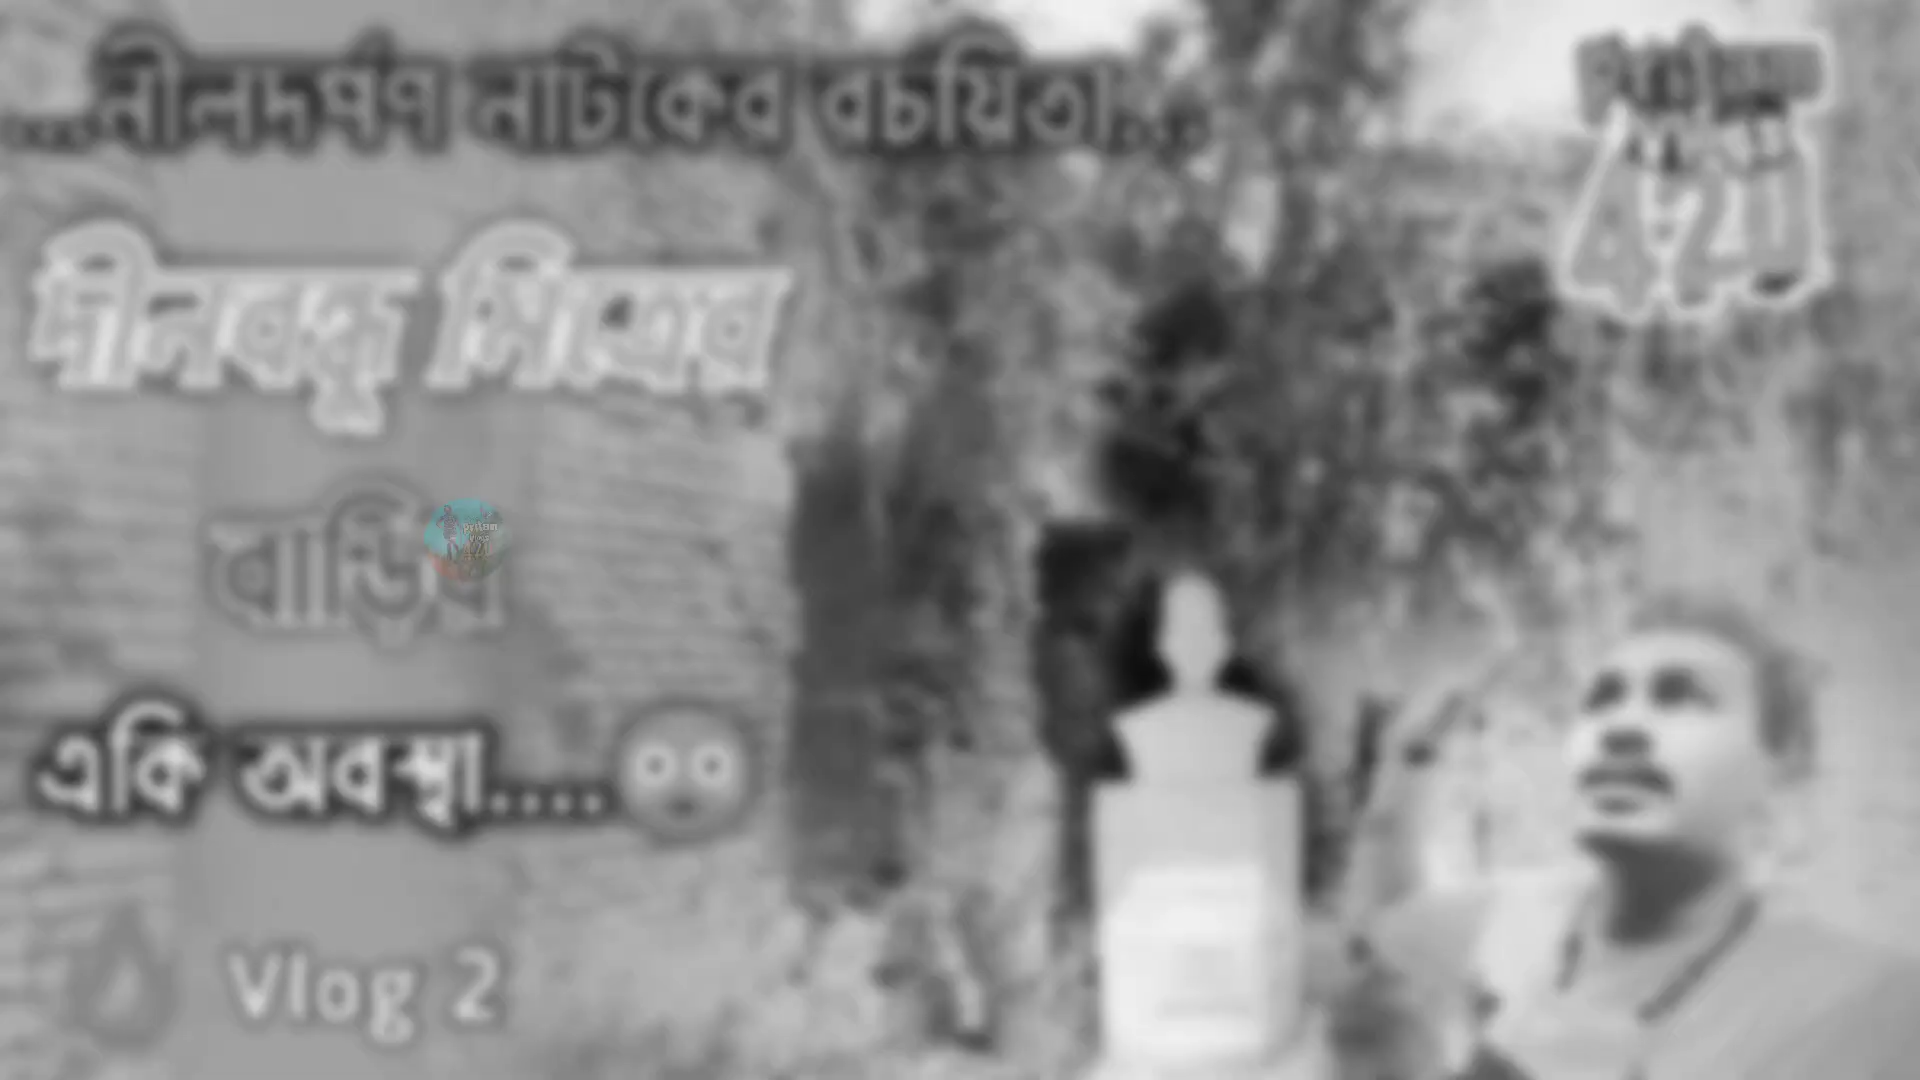 ...নীলদর্পণ নাটকের রচয়িতা...
দীনবন্ধু মিত্রের
বাড়ির
একি অবস্থা....
Vlog 2
420